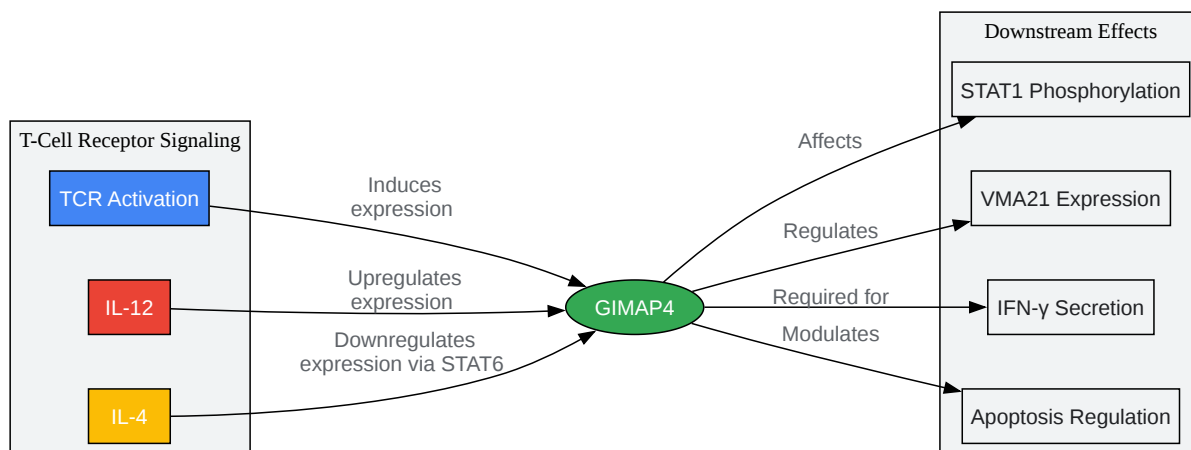 T-Cell Receptor Signaling
TCR Activation
IL-12
IL-4
Induces
expression
Upregulates
expression
Downregulates
expression via STAT6
GIMAP4
Affects
Regulates
Required for
Modulates
Downstream Effects
STAT1 Phosphorylation
VMA21 Expression
IFN-γ Secretion
Apoptosis Regulation